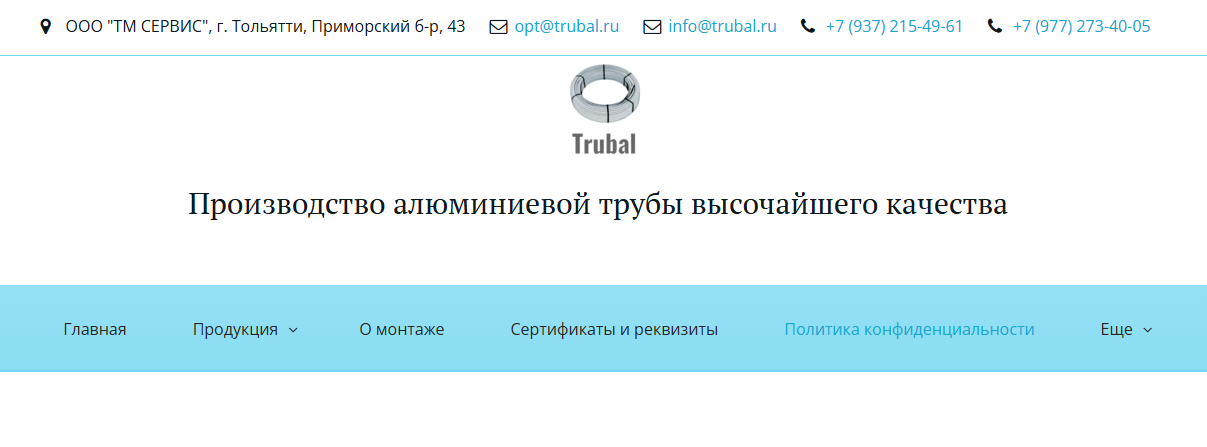 ООО "ТМ СЕРВИС", г. Тольятти, Приморский б-р, 43 opt@trubal.ru info@trubal.ru +7 (937) 215-49-61 +7 (977) 273-40-05
Trubal
Производство алюминиевой трубы высочайшего качества
Главная Продукция О монтаже Сертификаты и реквизиты Политика конфиденциальности Еще